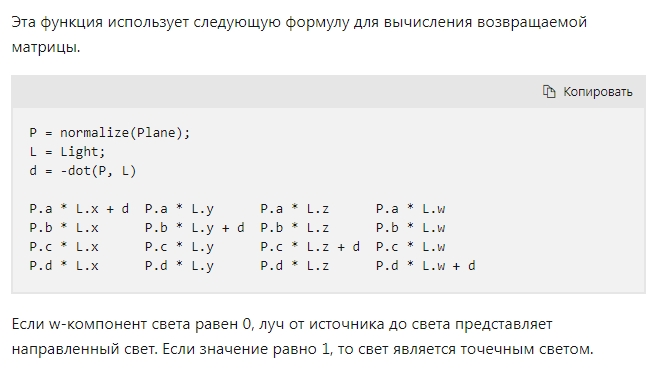 Эта функция использует следующую формулу для вычисления возвращаемой
матрицы.
Копировать
P = normalize(Plane);
L = Light;
d = -dot(P, L)
P.a * L.x + d  P.a * L.y      P.a * L.z      P.a * L.w
P.b * L.x      P.b * L.y + d  P.b * L.z      P.b * L.w
P.c * L.x      P.c * L.y      P.c * L.z + d  P.c * L.w
P.d * L.x      P.d * L.y      P.d * L.z      P.d * L.w + d
Если w-компонент света равен 0, луч от источника до света представляет
направленный свет. Если значение равно 1, то свет является точечным светом.